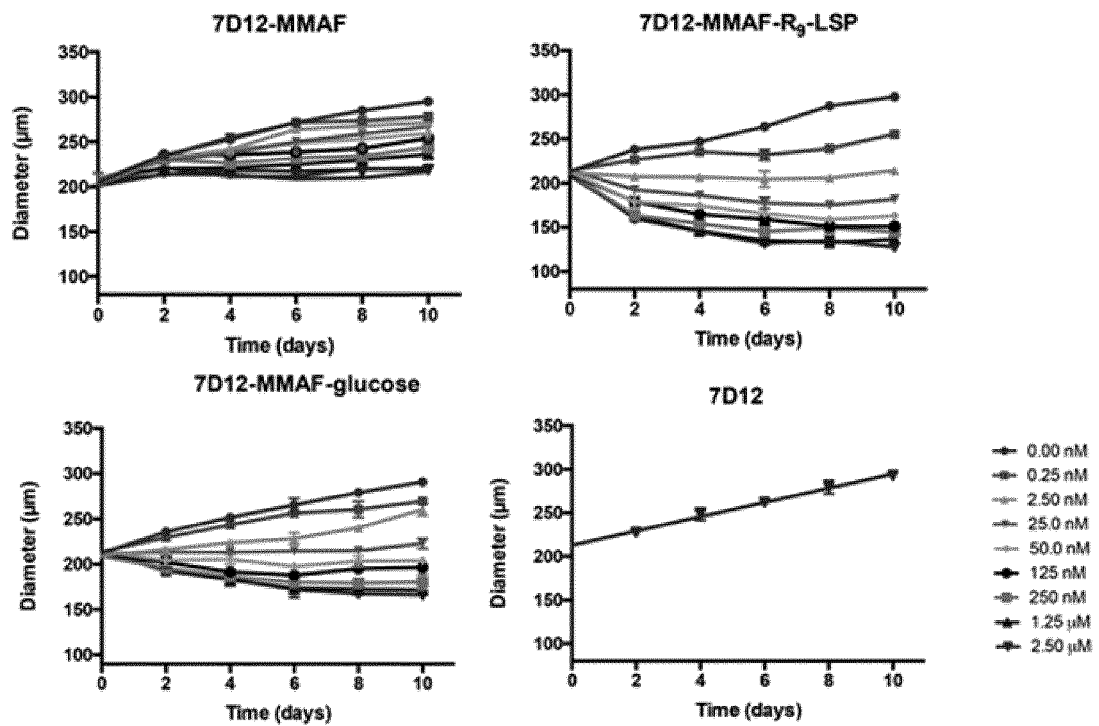 7D12-MMAF
350
300
250
200
150
100
Diameter (µm)
0 2 4 6 8 10
Time (days)
7D12-MMAF-R9-LSP
350
300
250
200
150
100
Diameter (µm)
0 2 4 6 8 10
Time (days)
7D12-MMAF-glucose
350
300
250
200
150
100
Diameter (µm)
0 2 4 6 8 10
Time (days)
7D12
350
300
250
200
150
100
Diameter (µm)
0 2 4 6 8 10
Time (days)
0.00 nM
0.25 nM
2.50 nM
25.0 nM
50.0 nM
125 nM
250 nM
1.25 µM
2.50 µM